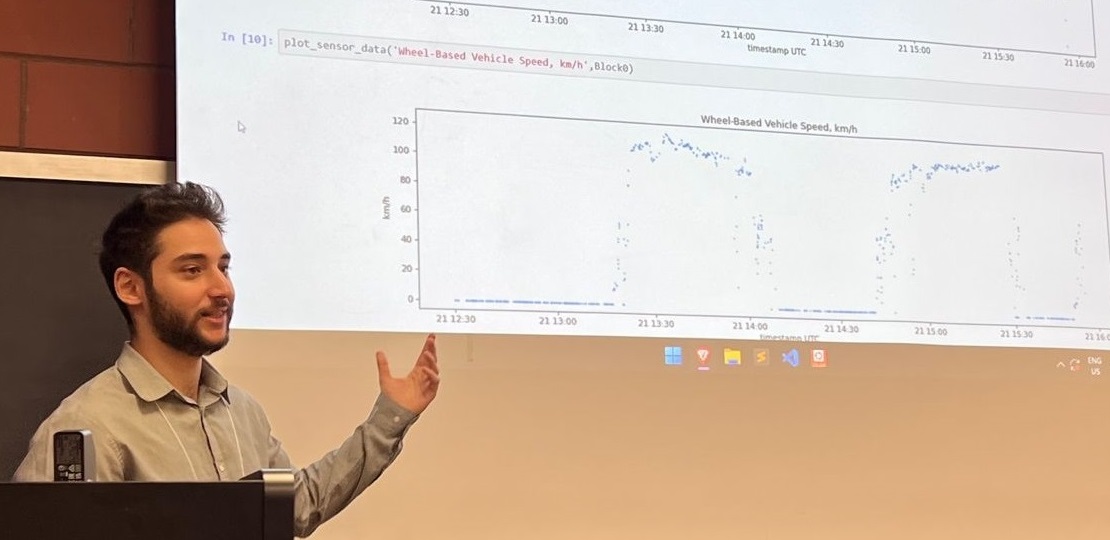 21 12:30 21 13:00 21 13:30 21 14:00 21 14:30 21 15:00 21 15:30 21 16:00
timestamp UTC
In [10]: plot_sensor_data('Wheel-Based Vehicle Speed, km/h',Block0)
Wheel-Based Vehicle Speed, km/h
120
100
80
60
40
20
0
km/h
21 12:30 21 13:00 21 13:30 21 14:00 21 14:30 21 15:00 21 15:30 21 16:0
timestamp UTC
ENG
US